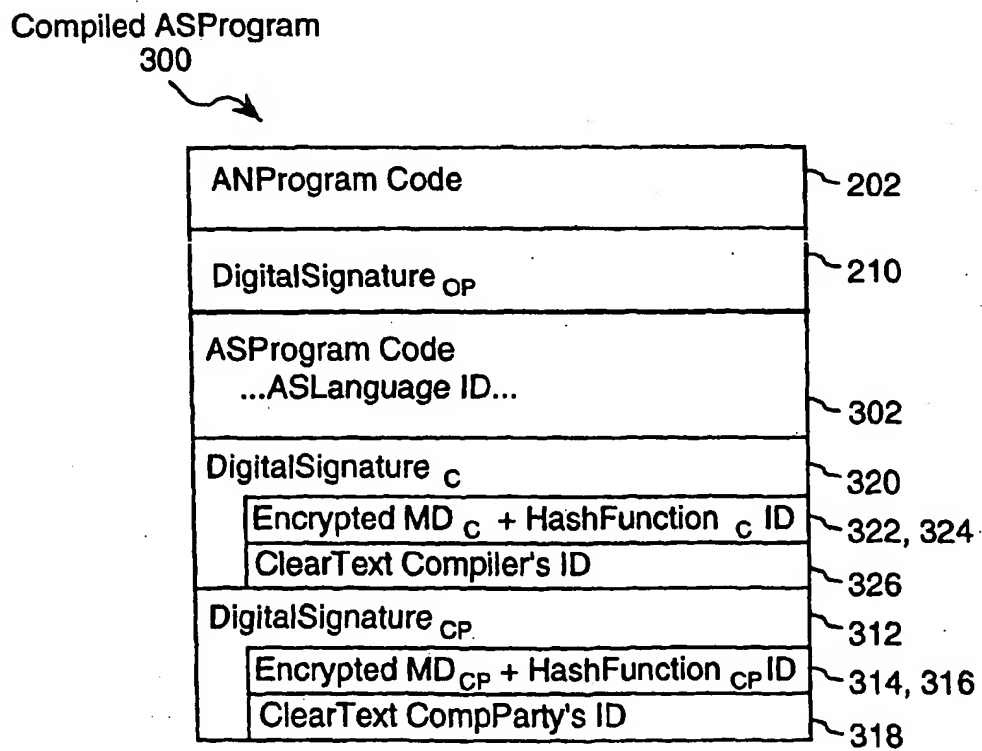 Compiled ASProgram
300
ANProgram Code 202
DigitalSignature OP 210
ASProgram Code
...ASLanguage ID... 302
DigitalSignature C 320
Encrypted MD C + HashFunction C ID 322, 324
ClearText Compiler's ID 326
DigitalSignature CP 312
Encrypted MD CP + HashFunction CP ID 314, 316
ClearText CompParty's ID 318